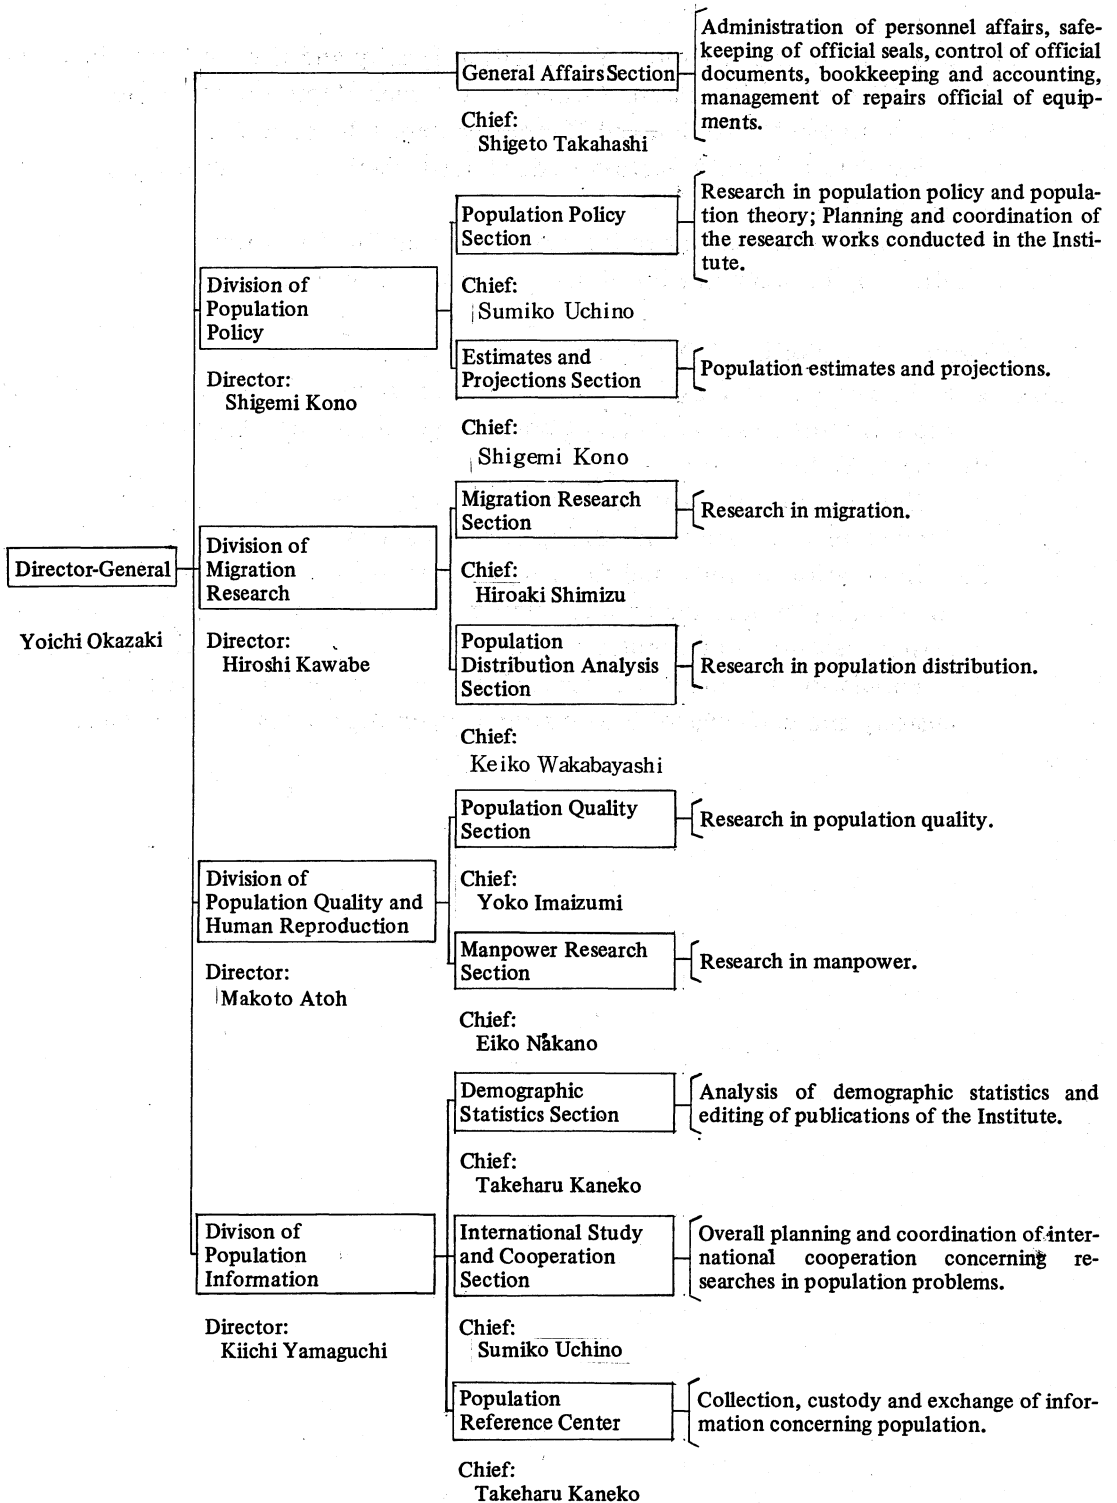 General Affairs Section
Administration of personnel affairs, safe-
keeping of official seals, control of official
documents, bookkeeping and accounting,
management of repairs official of equip-
ments.
Chief:
Shigeto Takahashi
Division of
Population
Policy
Director:
Shigemi Kono
Population Policy
Section
Research in population policy and popula-
tion theory; Planning and coordination of
the research works conducted in the Insti-
tute.
Chief:
Sumiko Uchino
Estimates and
Projections Section
Population estimates and projections.
Chief:
Shigemi Kono
Director-General
Yoichi Okazaki
Division of
Migration
Research
Director:
Hiroshi Kawabe
Migration Research
Section
Research in migration.
Chief:
Hiroaki Shimizu
Population
Distribution Analysis
Section
Research in population distribution.
Chief:
Keiko Wakabayashi
Division of
Population Quality and
Human Reproduction
Director:
Makoto Atoh
Population Quality
Section
Research in population quality.
Chief:
Yoko Imaizumi
Manpower Research
Section
Research in manpower.
Chief:
Eiko Nakano
Divison of
Population
Information
Director:
Kiichi Yamaguchi
Demographic
Statistics Section
Analysis of demographic statistics and
editing of publications of the Institute.
Chief:
Takeharu Kaneko
International Study
and Cooperation
Section
Overall planning and coordination of inter-
national cooperation concerning re-
searches in population problems.
Chief:
Sumiko Uchino
Population
Reference Center
Collection, custody and exchange of infor-
mation concerning population.
Chief:
Takeharu Kaneko